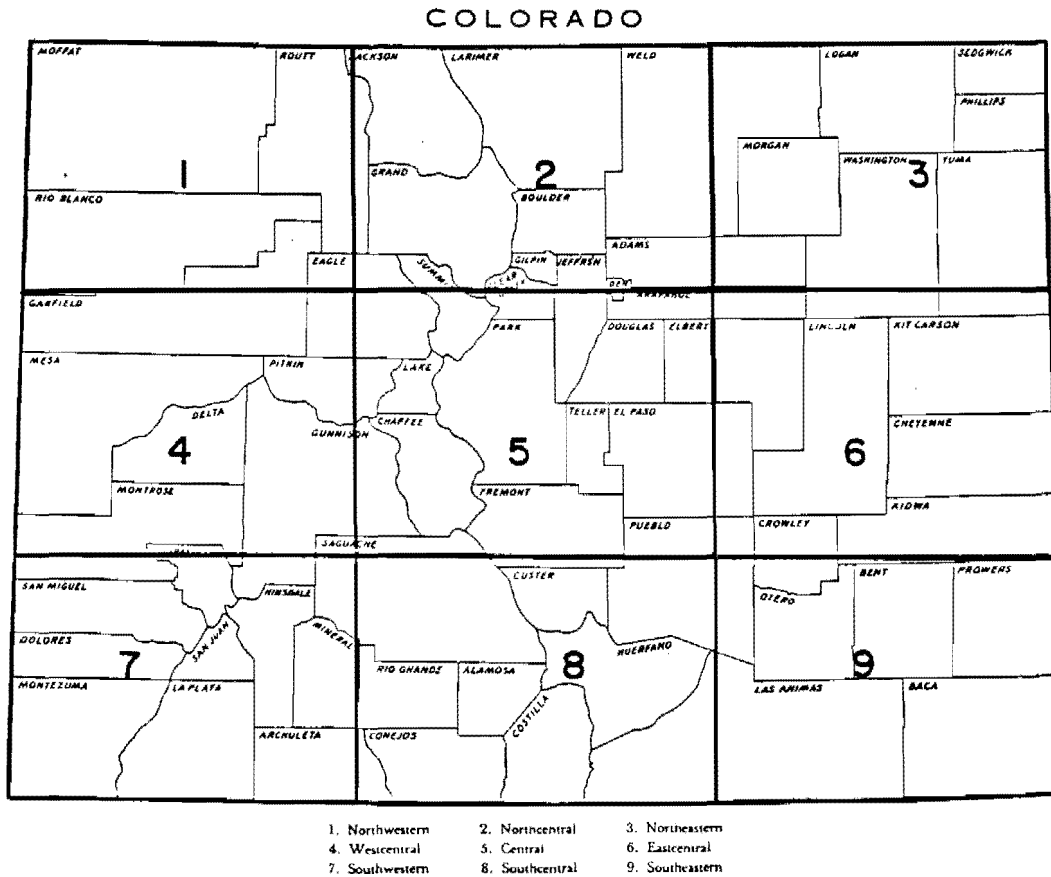 COLORADO
MOFFAT ROUTT JACKSON LARIMER WELD LOGAN SEDGWICK
PHILLIPS
MORGAN
1 GRAND 2 WASHINGTON 3 YUMA
RIO BLANCO BOULDER
ADAMS
EAGLE GILPIN JEFFRSN
DEN
ARAPAHOE
GARFIELD
PARK DOUGLAS ELBERT LINCOLN KIT CARSON
MESA PITKIN LAKE
DELTA CHAFFEE TELLER EL PASO
GUNNISON CHEYENNE
4 5 6
MONTROSE FREMONT
KIOWA
PUEBLO CROWLEY
SAGUACHE
SAN MIGUEL HINSDALE CUSTER BENT PROWERS
OTERO
DOLORES SAN JUAN MINERAL HUERFANO
7 RIO GRANDE ALAMOSA 8 9
MONTEZUMA LA PLATA LAS ANIMAS BACA
COSTILLA
ARCHULETA CONEJOS
1. Northwestern 2. Northcentral 3. Northeastern
4. Westcentral 5. Central 6. Eastcentral
7. Southwestern 8. Southcentral 9. Southeastern